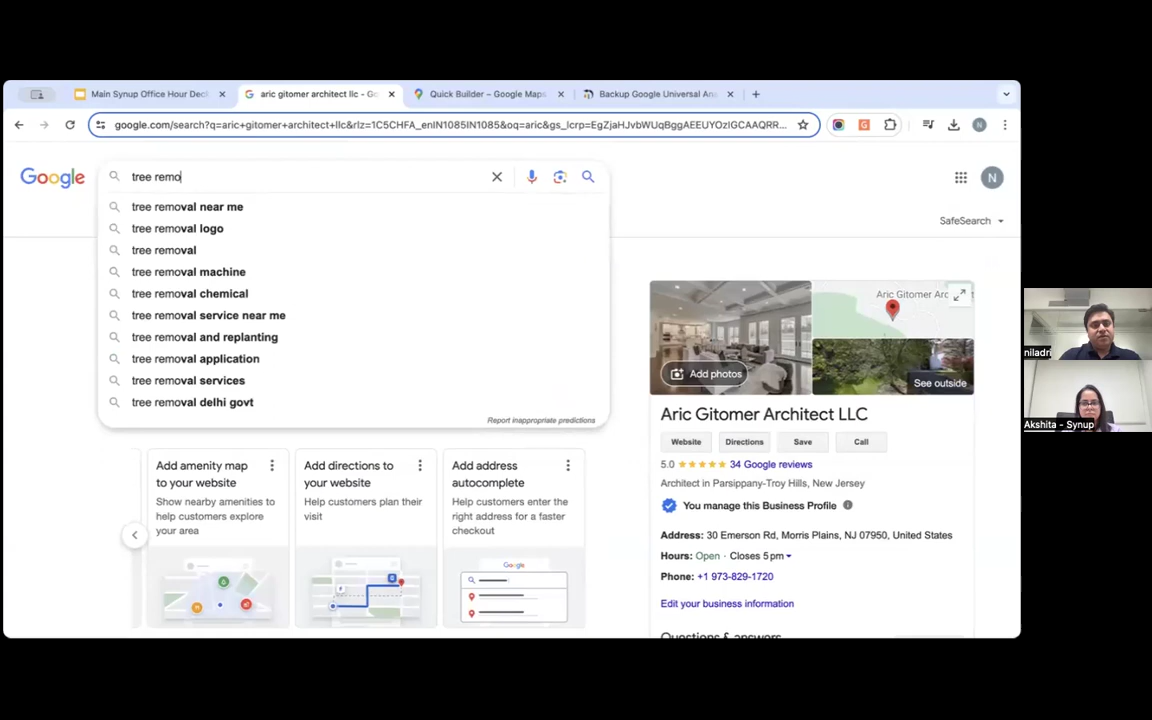 Main Synup Office Hour Deck
aric gitomer architect llc - Go
Quick Builder – Google Maps
Backup Google Universal An
google.com/search?q=aric+gitomer+architect+llc&rlz=1C5CHFA_enIN1085IN1085&oq=aric&gs_lcrp=EgZjaHJvbWUqBggAEEUYOzIGCAAQRR...
N
Google
tree remo
N
SafeSearch
tree removal near me
tree removal logo
tree removal
tree removal machine
tree removal chemical
tree removal service near me
tree removal and replanting
tree removal application
tree removal services
tree removal delhi govt
Report inappropriate predictions
Add amenity map
to your website
Show nearby amenities to
help customers explore
your area
Add directions to
your website
Help customers plan their
visit
Add address
autocomplete
Help customers enter the
right address for a faster
checkout
Google
Aric Gitomer Arc
Add photos
See outside
Aric Gitomer Architect LLC
Website
Directions
Save
Call
5.0
34 Google reviews
Architect in Parsippany-Troy Hills, New Jersey
You manage this Business Profile
Address: 30 Emerson Rd, Morris Plains, NJ 07950, United States
Hours: Open · Closes 5 pm
Phone: +1 973-829-1720
Edit your business information
Questions & answers
niladri
Akshita - Synup